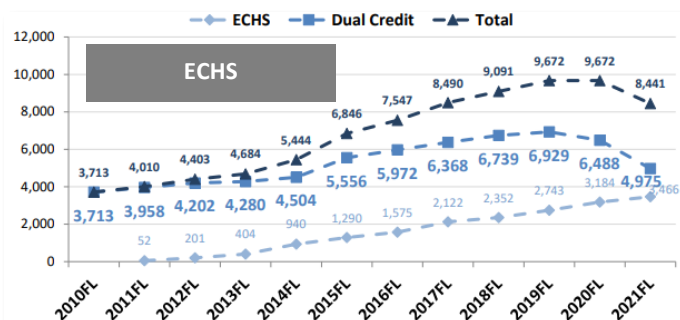 ECHS Dual Credit Total
12,000
ECHS
10,000
8,000
6,000
4,000
2,000
0
3,713 4,010 4,403 4,684 5,444 6,846 7,547 8,490 9,091 9,672 9,672 8,441
3,713 3,958 4,202 4,280 4,504 5,556 5,972 6,368 6,739 6,929 6,488 4,975
52 201 404 940 1,290 1,575 2,122 2,352 2,743 3,184 3,466
2010FL 2011FL 2012FL 2013FL 2014FL 2015FL 2016FL 2017FL 2018FL 2019FL 2020FL 2021FL